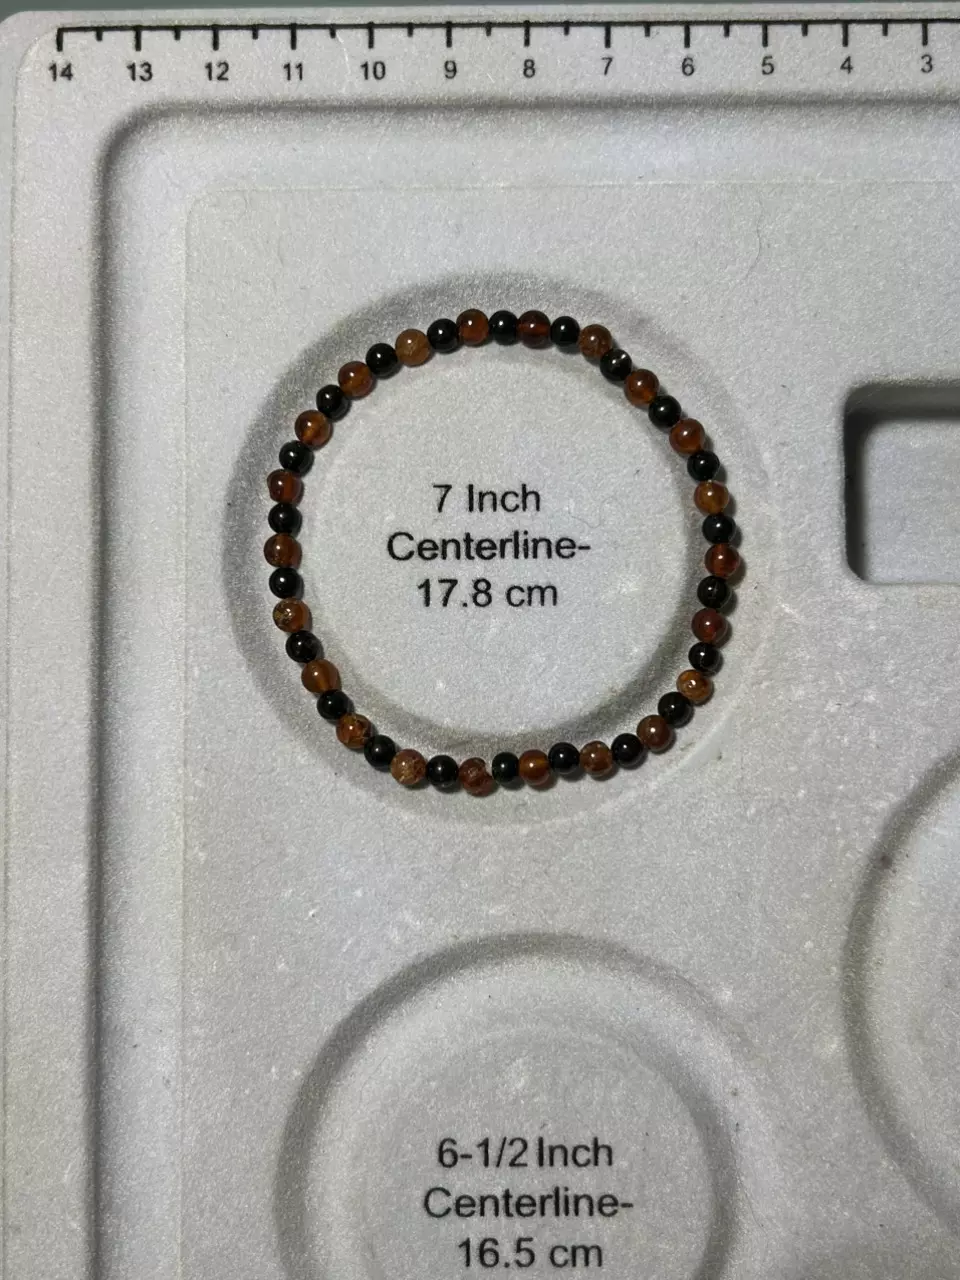 14 13 12 11 10 9 8 7 6 5 4 3
7 Inch
Centerline-
17.8 cm
6-1/2 Inch
Centerline-
16.5 cm